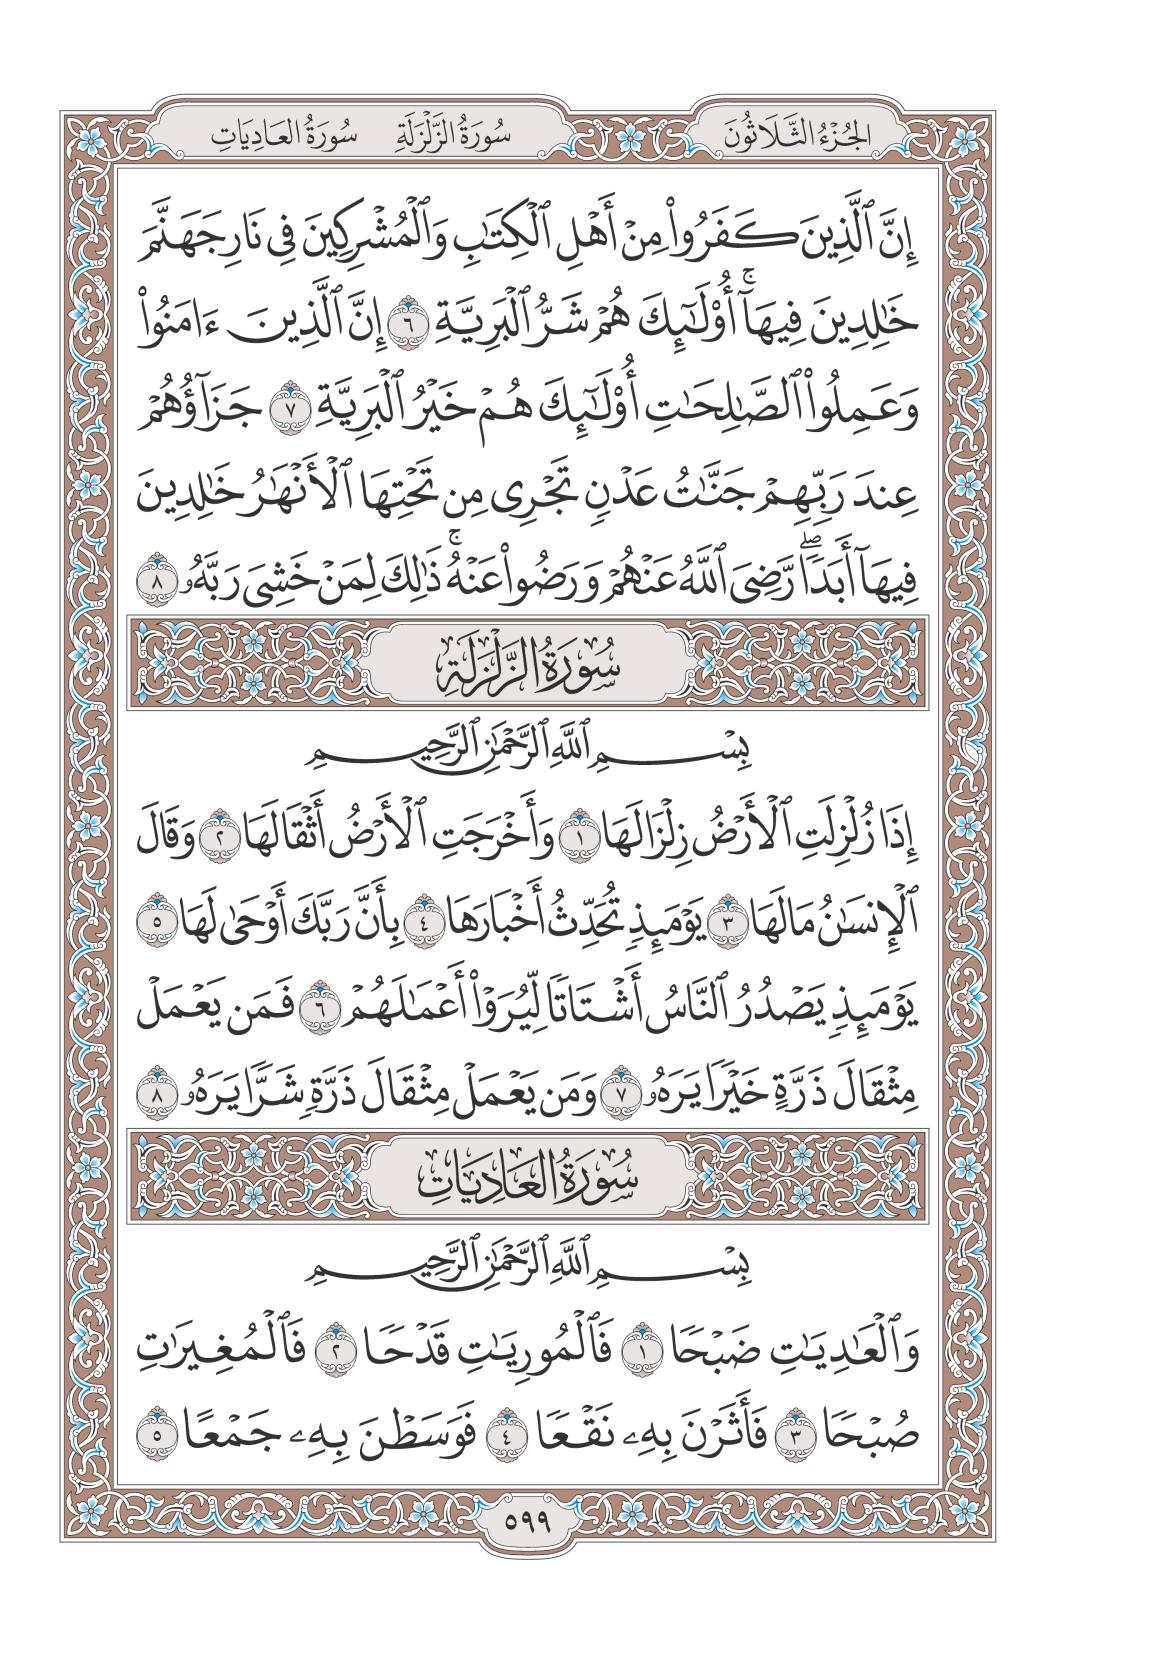 الجُزْءُ الثَّلَاثُونَ
سُورَةُ الزَّلْزَلَةِ سُورَةُ العَادِيَاتِ
إِنَّ ٱلَّذِينَ كَفَرُوا۟ مِنْ أَهْلِ ٱلْكِتَٰبِ وَٱلْمُشْرِكِينَ فِى نَارِ جَهَنَّمَ
خَٰلِدِينَ فِيهَآ ۚ أُو۟لَٰٓئِكَ هُمْ شَرُّ ٱلْبَرِيَّةِ ٦ إِنَّ ٱلَّذِينَ ءَامَنُوا۟
وَعَمِلُوا۟ ٱلصَّٰلِحَٰتِ أُو۟لَٰٓئِكَ هُمْ خَيْرُ ٱلْبَرِيَّةِ ٧ جَزَآؤُهُمْ
عِندَ رَبِّهِمْ جَنَّٰتُ عَدْنٍ تَجْرِى مِن تَحْتِهَا ٱلْأَنْهَٰرُ خَٰلِدِينَ
فِيهَآ أَبَدًا ۖ رَّضِىَ ٱللَّهُ عَنْهُمْ وَرَضُوا۟ عَنْهُ ۚ ذَٰلِكَ لِمَنْ خَشِىَ رَبَّهُۥ ٨
سُورَةُ الزَّلْزَلَةِ
بِسْمِ ٱللَّهِ ٱلرَّحْمَٰنِ ٱلرَّحِيمِ
إِذَا زُلْزِلَتِ ٱلْأَرْضُ زِلْزَالَهَا ١ وَأَخْرَجَتِ ٱلْأَرْضُ أَثْقَالَهَا ٢ وَقَالَ
ٱلْإِنسَٰنُ مَا لَهَا ٣ يَوْمَئِذٍ تُحَدِّثُ أَخْبَارَهَا ٤ بِأَنَّ رَبَّكَ أَوْحَىٰ لَهَا ٥
يَوْمَئِذٍ يَصْدُرُ ٱلنَّاسُ أَشْتَاتًا لِّيُرَوْا۟ أَعْمَٰلَهُمْ ٦ فَمَن يَعْمَلْ
مِثْقَالَ ذَرَّةٍ خَيْرًا يَرَهُۥ ٧ وَمَن يَعْمَلْ مِثْقَالَ ذَرَّةٍ شَرًّا يَرَهُۥ ٨
سُورَةُ العَادِيَاتِ
بِسْمِ ٱللَّهِ ٱلرَّحْمَٰنِ ٱلرَّحِيمِ
وَٱلْعَٰدِيَٰتِ ضَبْحًا ١ فَٱلْمُورِيَٰتِ قَدْحًا ٢ فَٱلْمُغِيرَٰتِ
صُبْحًا ٣ فَأَثَرْنَ بِهِۦ نَقْعًا ٤ فَوَسَطْنَ بِهِۦ جَمْعًا ٥
٥٩٩